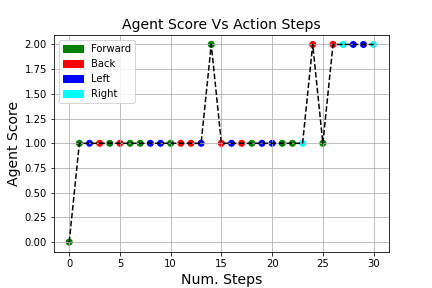 Agent Score Vs Action Steps
Agent Score
2.00
1.75
1.50
1.25
1.00
0.75
0.50
0.25
0.00
Forward
Back
Left
Right
0 5 10 15 20 25 30
Num. Steps